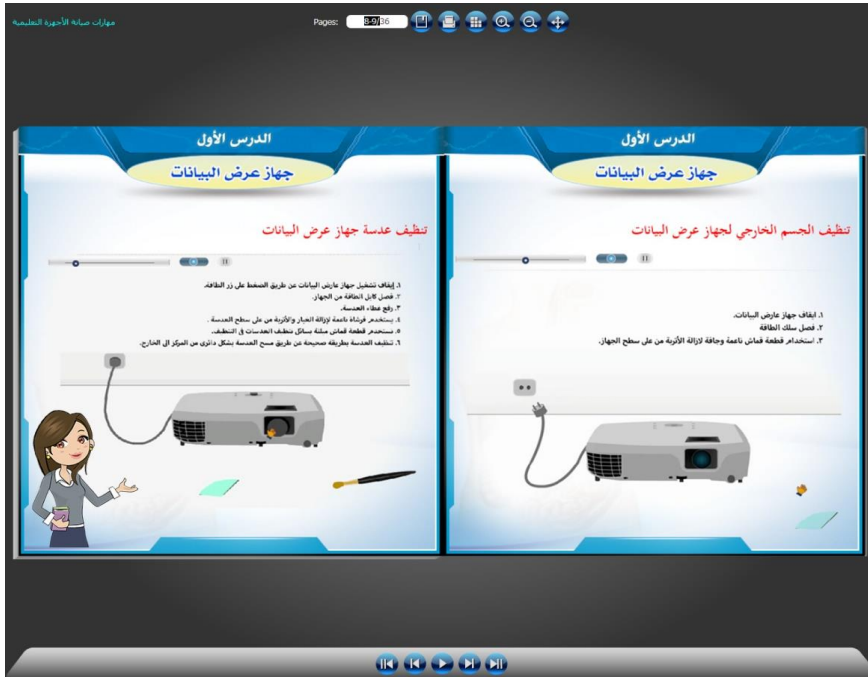 مهارات صيانة الأجهزة التعليمية
Pages: 8-9/36
الدرس الأول
جهاز عرض البيانات
تنظيف الجسم الخارجي لجهاز عرض البيانات
١. ايقاف جهاز عارض البيانات.
٢. فصل سلك الطاقة
٣. استخدام قطعة قماش ناعمة وجافة لازالة الأتربة من على سطح الجهاز.
الدرس الأول
جهاز عرض البيانات
تنظيف عدسة جهاز عرض البيانات
١. إيقاف تشغيل جهاز عارض البيانات عن طريق الضغط على زر الطاقة.
٢. فصل كابل الطاقة من الجهاز.
٣. رفع غطاء العدسة.
٤. يستخدم فرشاة ناعمة لإزالة الغبار والأتربة من على سطح العدسة .
٥. تستخدم قطعة قماش مبللة بسائل تنظيف العدسات في التنظيف.
٦. تنظيف العدسة بطريقة صحيحة عن طريق مسح العدسة بشكل دائرى من المركز الى الخارج.